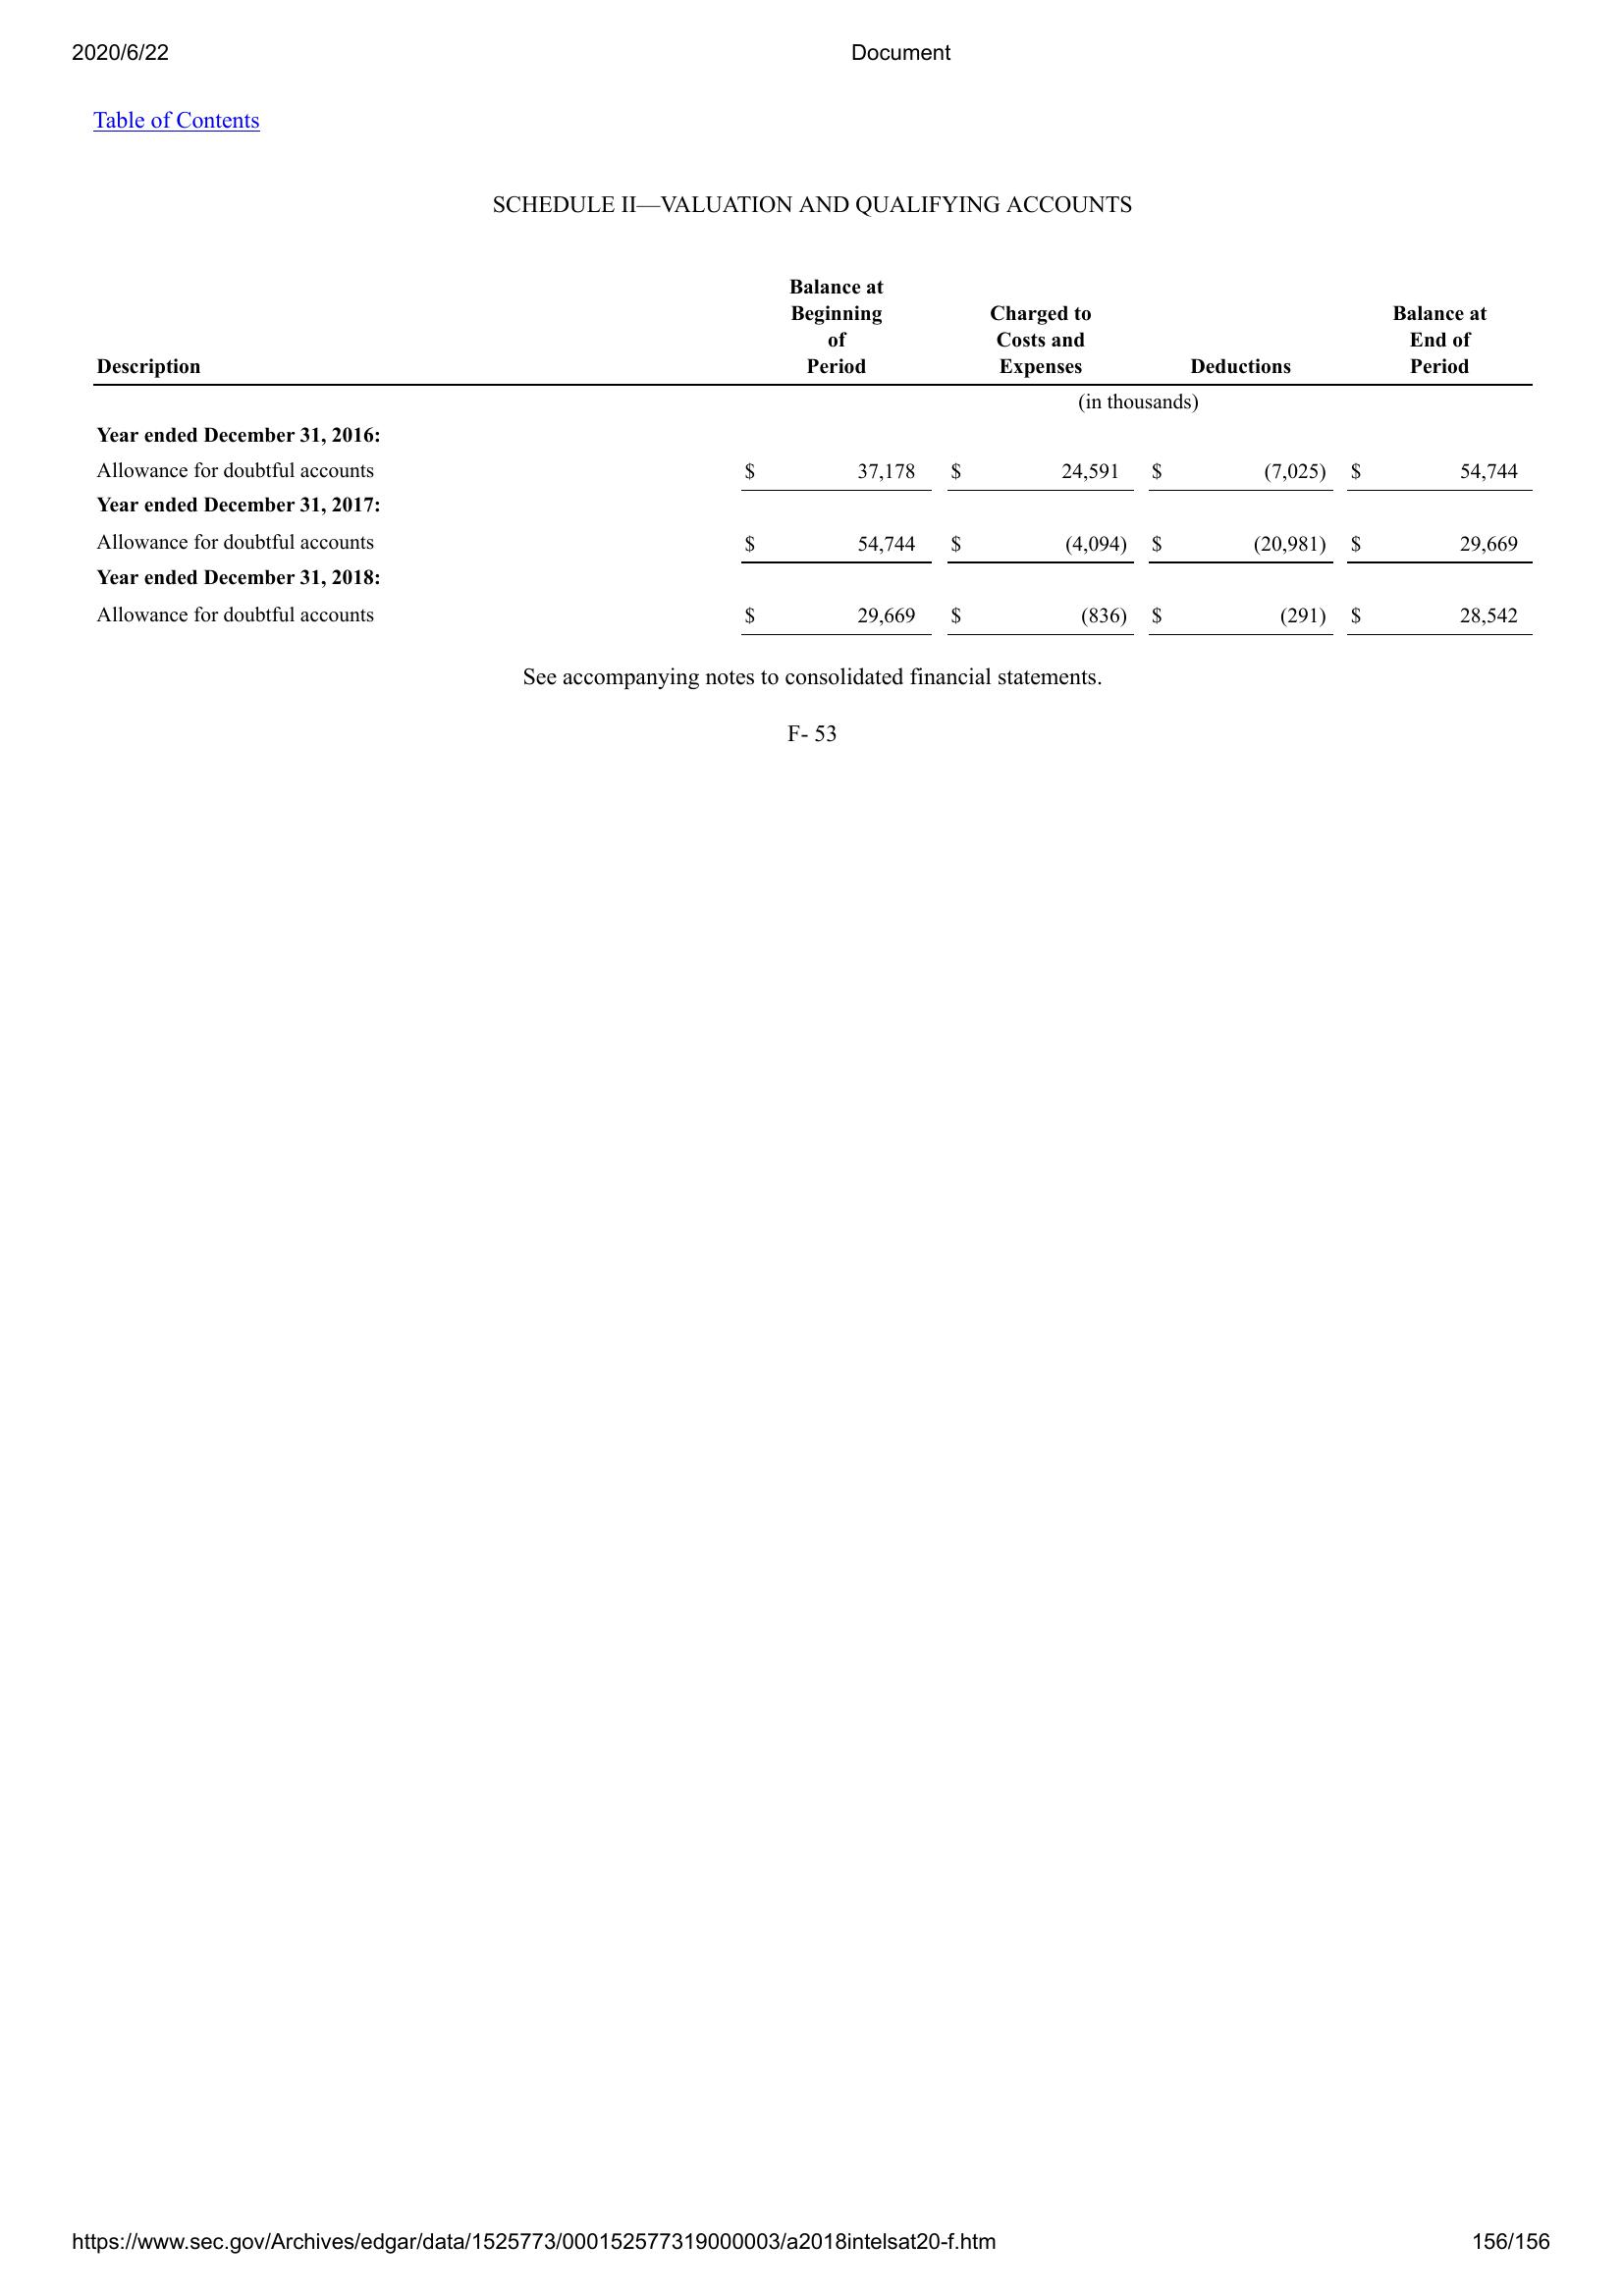 2020/6/22 Document
Table of Contents
SCHEDULE II—VALUATION AND QUALIFYING ACCOUNTS
Balance at
Beginning Charged to Balance at
of Costs and End of
Description Period Expenses Deductions Period
(in thousands)
Year ended December 31, 2016:
Allowance for doubtful accounts $ 37,178 $ 24,591 $ (7,025) $ 54,744
Year ended December 31, 2017:
Allowance for doubtful accounts $ 54,744 $ (4,094) $ (20,981) $ 29,669
Year ended December 31, 2018:
Allowance for doubtful accounts $ 29,669 $ (836) $ (291) $ 28,542
See accompanying notes to consolidated financial statements.
F- 53
https://www.sec.gov/Archives/edgar/data/1525773/000152577319000003/a2018intelsat20-f.htm 156/156